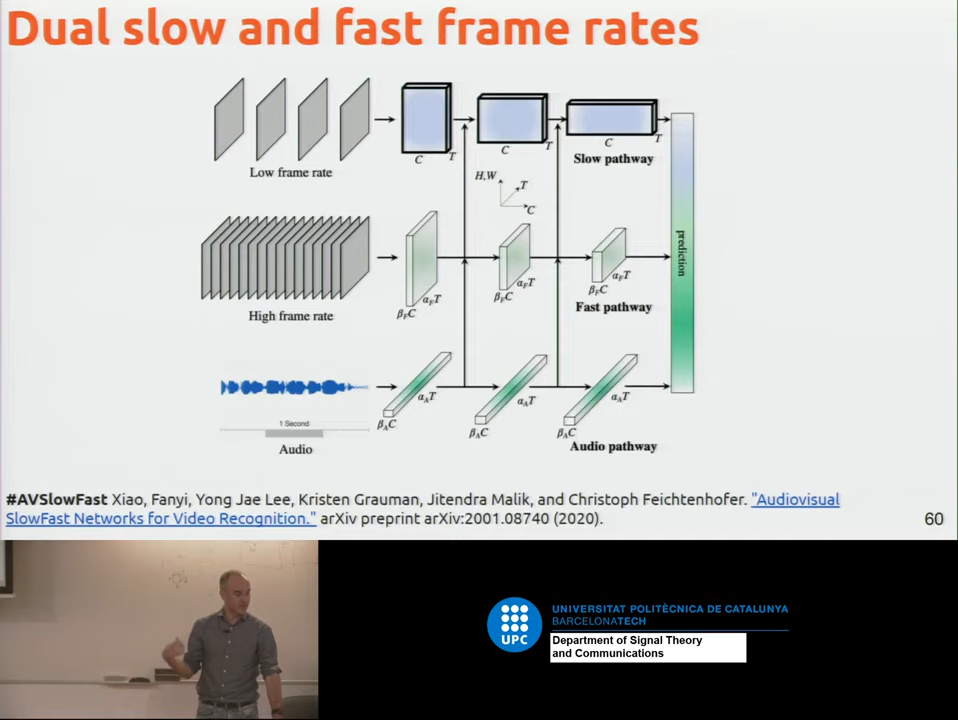 Dual slow and fast frame rates
Low frame rate
C
T
C
T
C
T
Slow pathway
H,W
T
C
prediction
High frame rate
βFC
αFT
βFC
αFT
βFC
αFT
Fast pathway
1 Second
Audio
βAC
αAT
βAC
αAT
βAC
αAT
Audio pathway
#AVSlowFast Xiao, Fanyi, Yong Jae Lee, Kristen Grauman, Jitendra Malik, and Christoph Feichtenhofer. "Audiovisual
SlowFast Networks for Video Recognition." arXiv preprint arXiv:2001.08740 (2020).
60
UPC
UNIVERSITAT POLITÈCNICA DE CATALUNYA
BARCELONATECH
Department of Signal Theory
and Communications